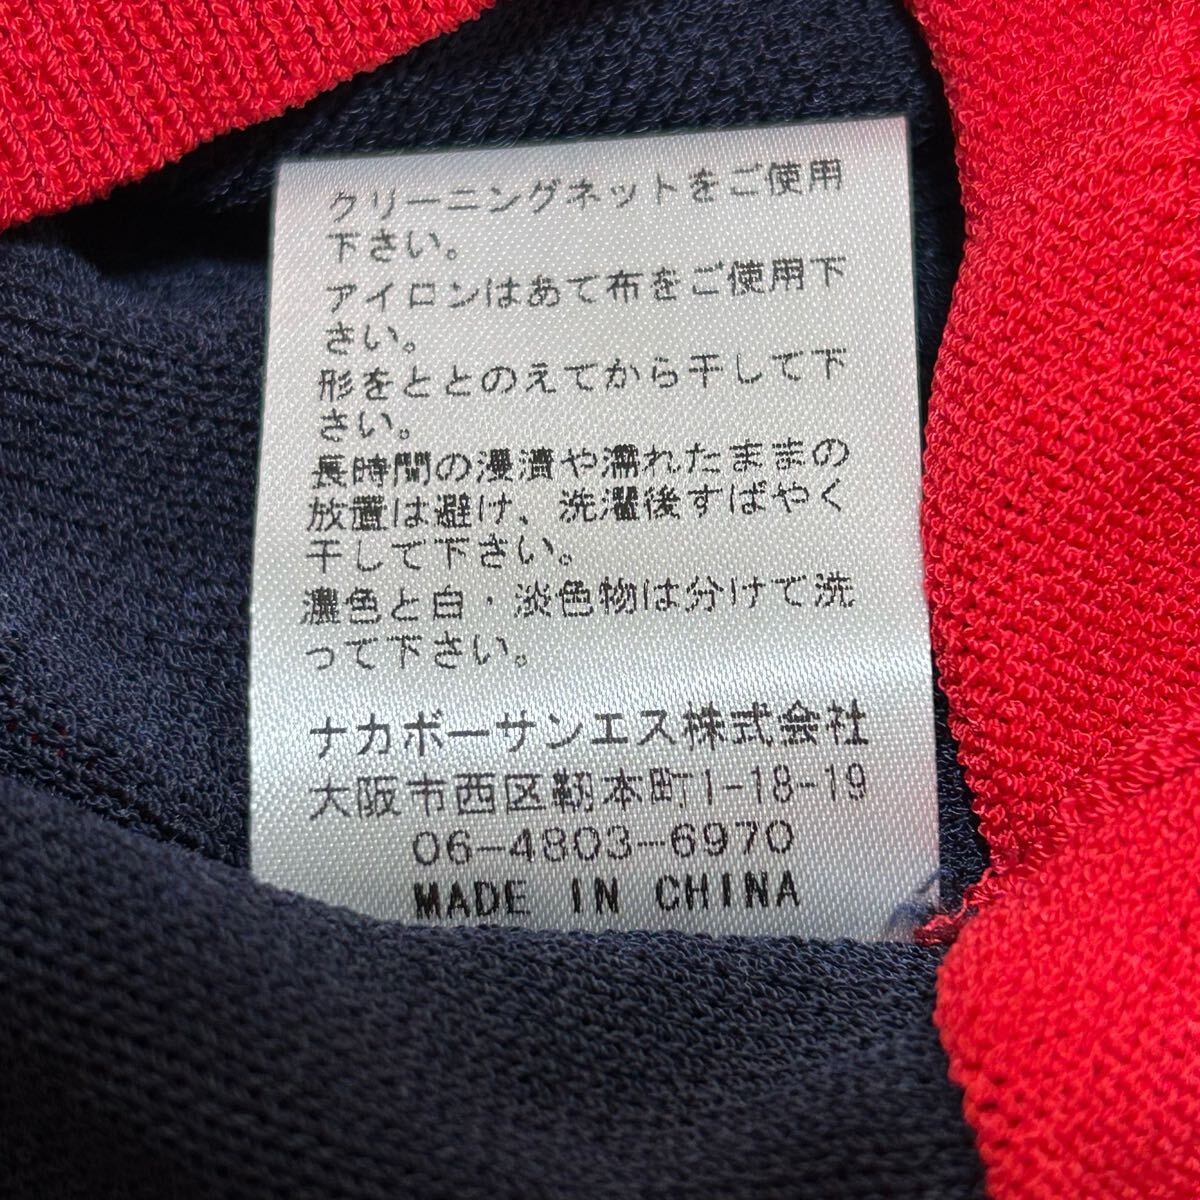 クリーニングネットをご使用
下さい。
アイロンはあて布をご使用下
さい。
形をととのえてから干して下
さい。
長時間の浸漬や濡れたままの
放置は避け、洗濯後すばやく
干して下さい。
濃色と白・淡色物は分けて洗
って下さい。
ナカボーサンエス株式会社
大阪市西区靭本町1-18-19
06-4803-6970
MADE IN CHINA